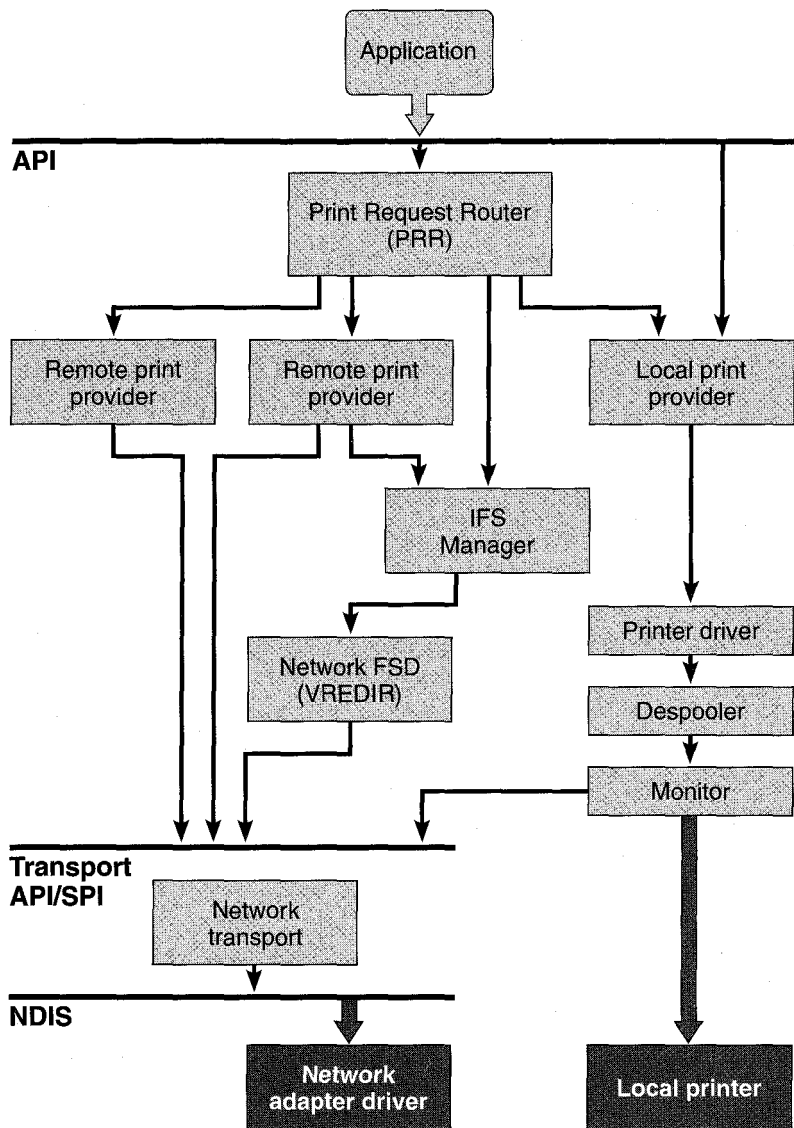 Application
API
Print Request Router
(PRR)
Remote print
provider
Remote print
provider
Local print
provider
IFS
Manager
Printer driver
Network FSD
(VREDIR)
Despooler
Monitor
Transport
API/SPI
Network
transport
NDIS
Network
adapter driver
Local printer